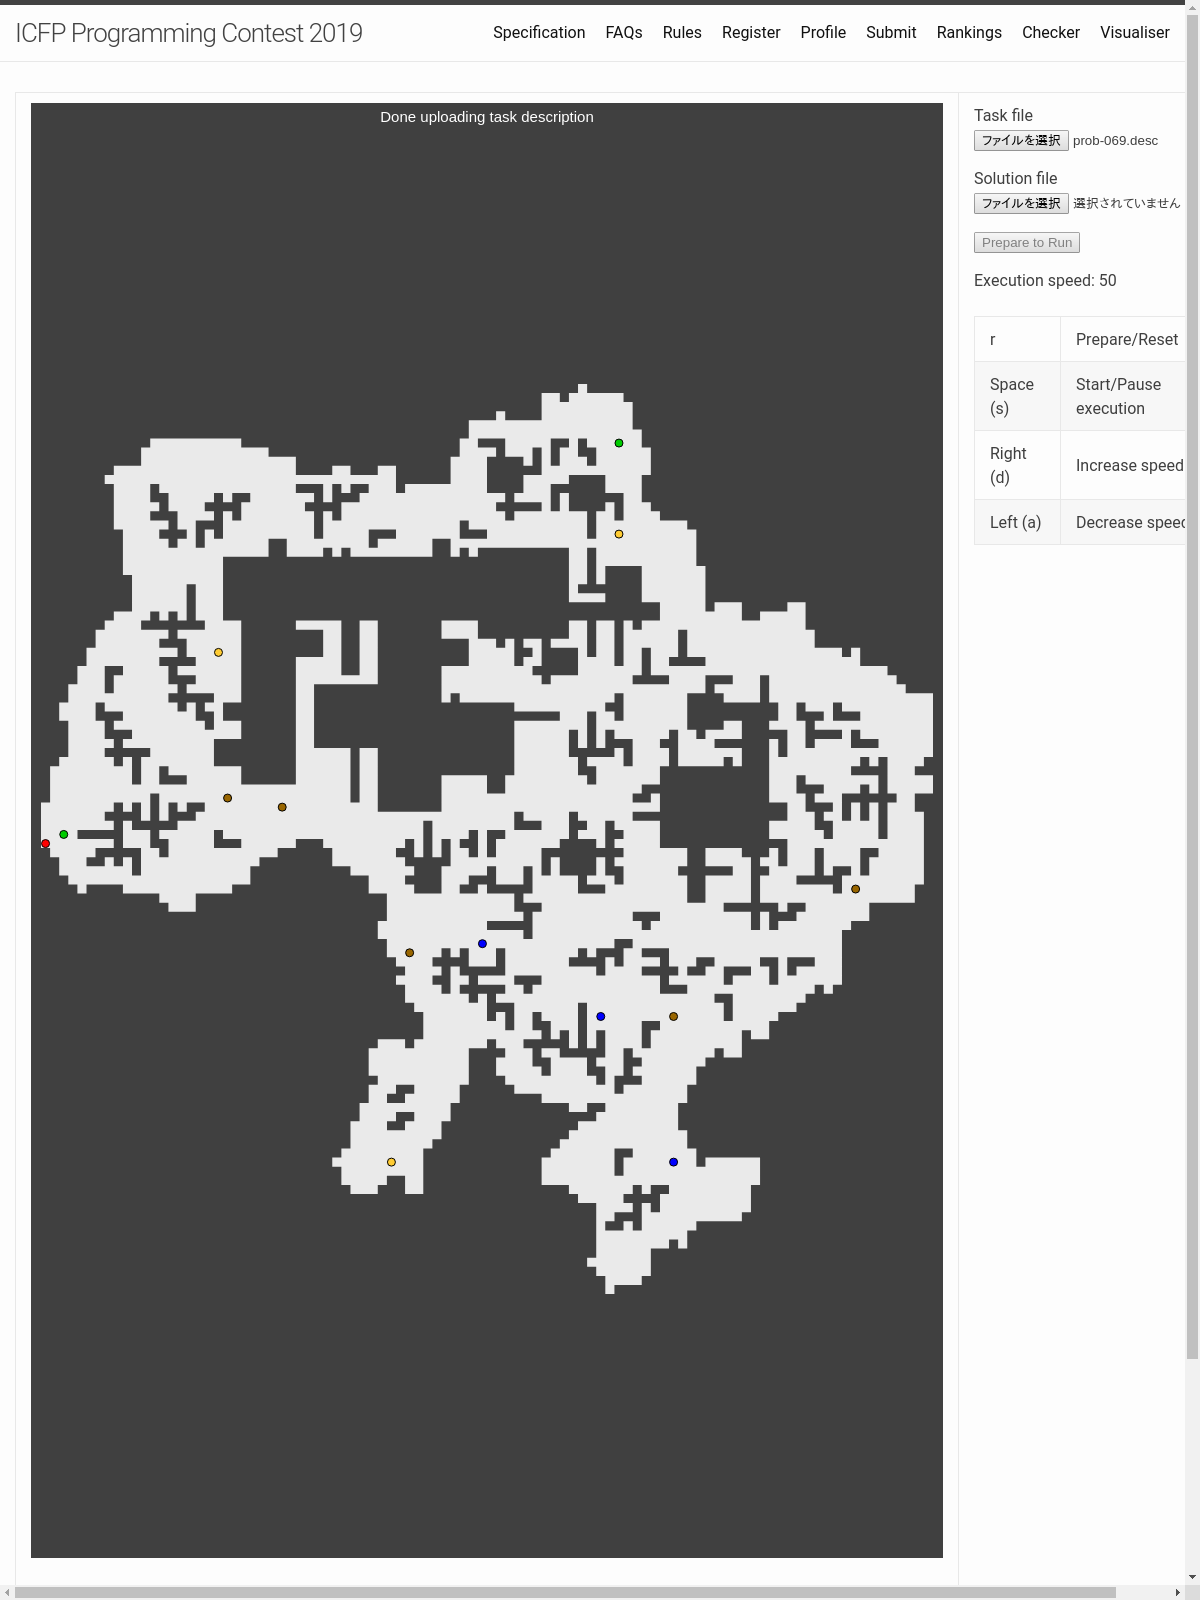 ICFP Programming Contest 2019
Specification FAQs Rules Register Profile Submit Rankings Checker Visualiser
Done uploading task description
Task file
ファイルを選択 prob-069.desc
Solution file
ファイルを選択 選択されていません
Prepare to Run
Execution speed: 50
r Prepare/Reset
Space (s) Start/Pause execution
Right (d) Increase speed
Left (a) Decrease speed